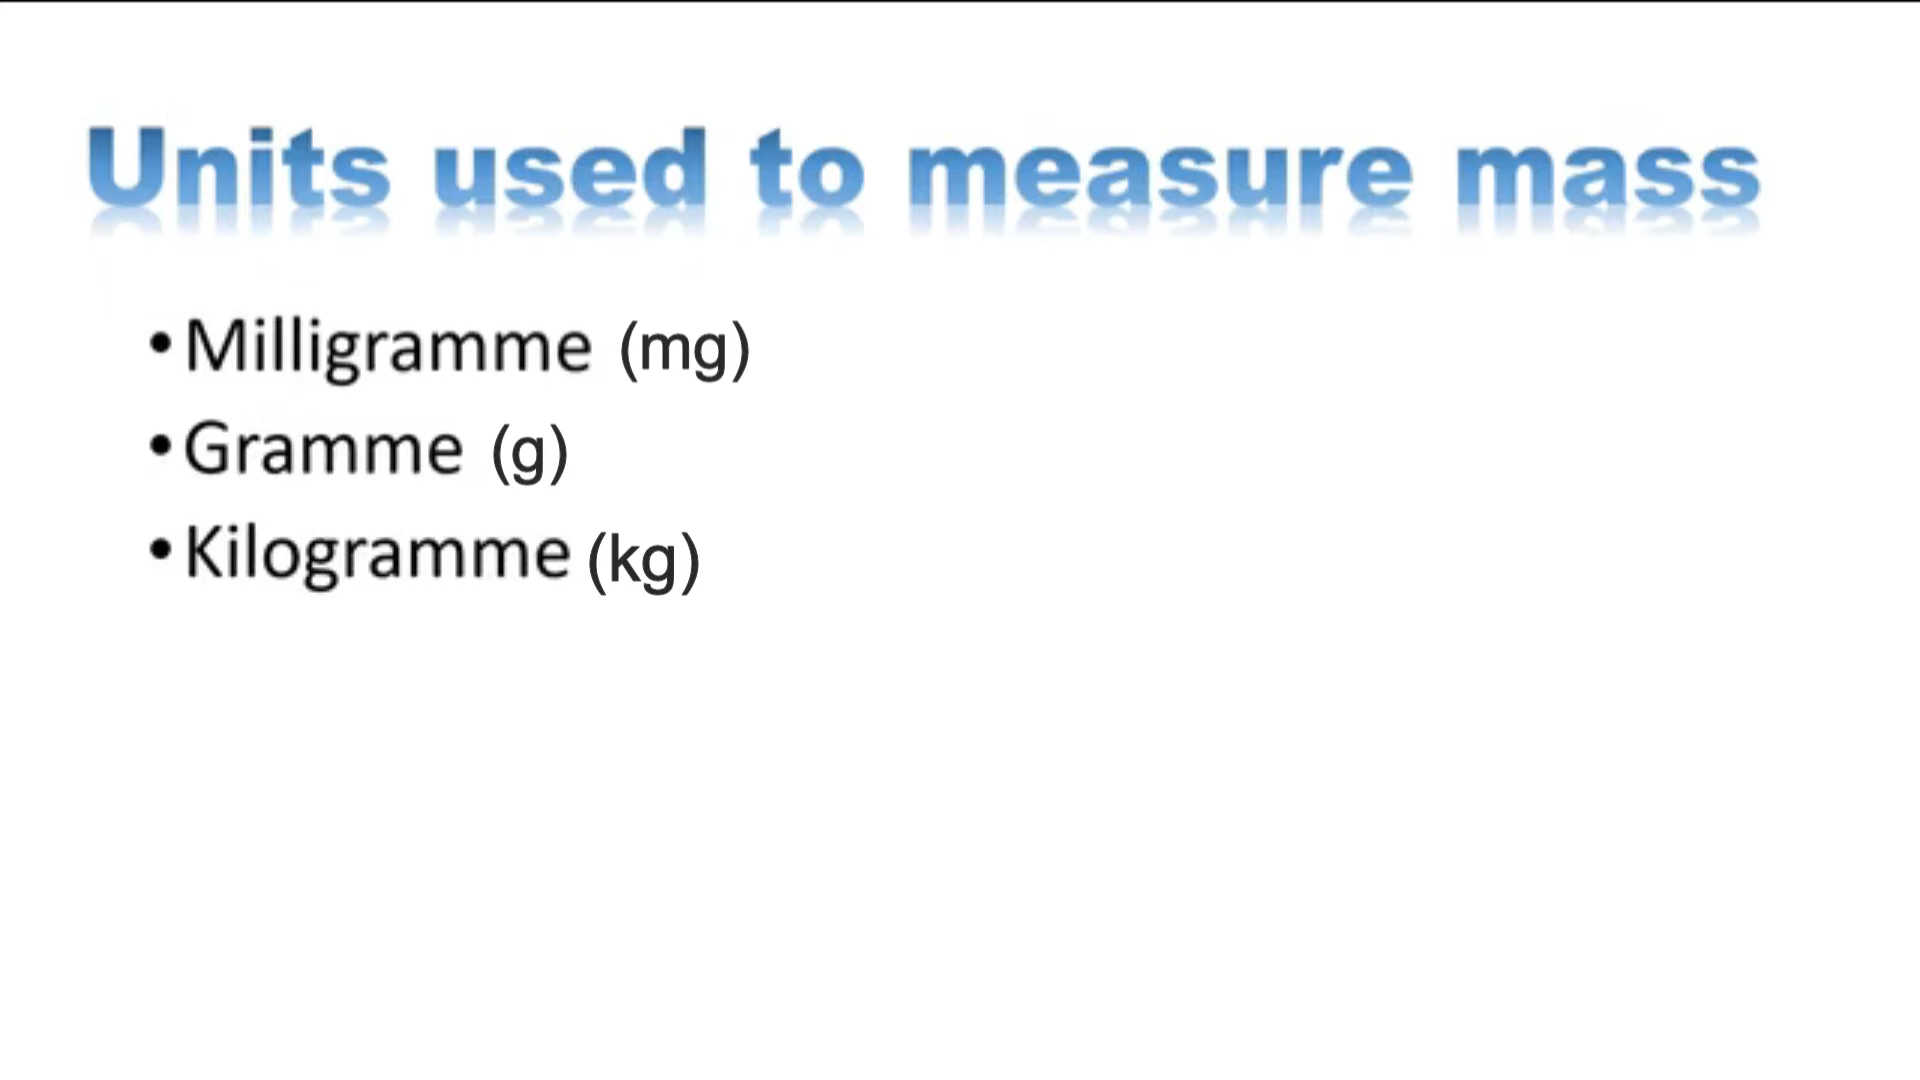 Units used to measure mass
•Milligramme (mg)
•Gramme (g)
•Kilogramme (kg)